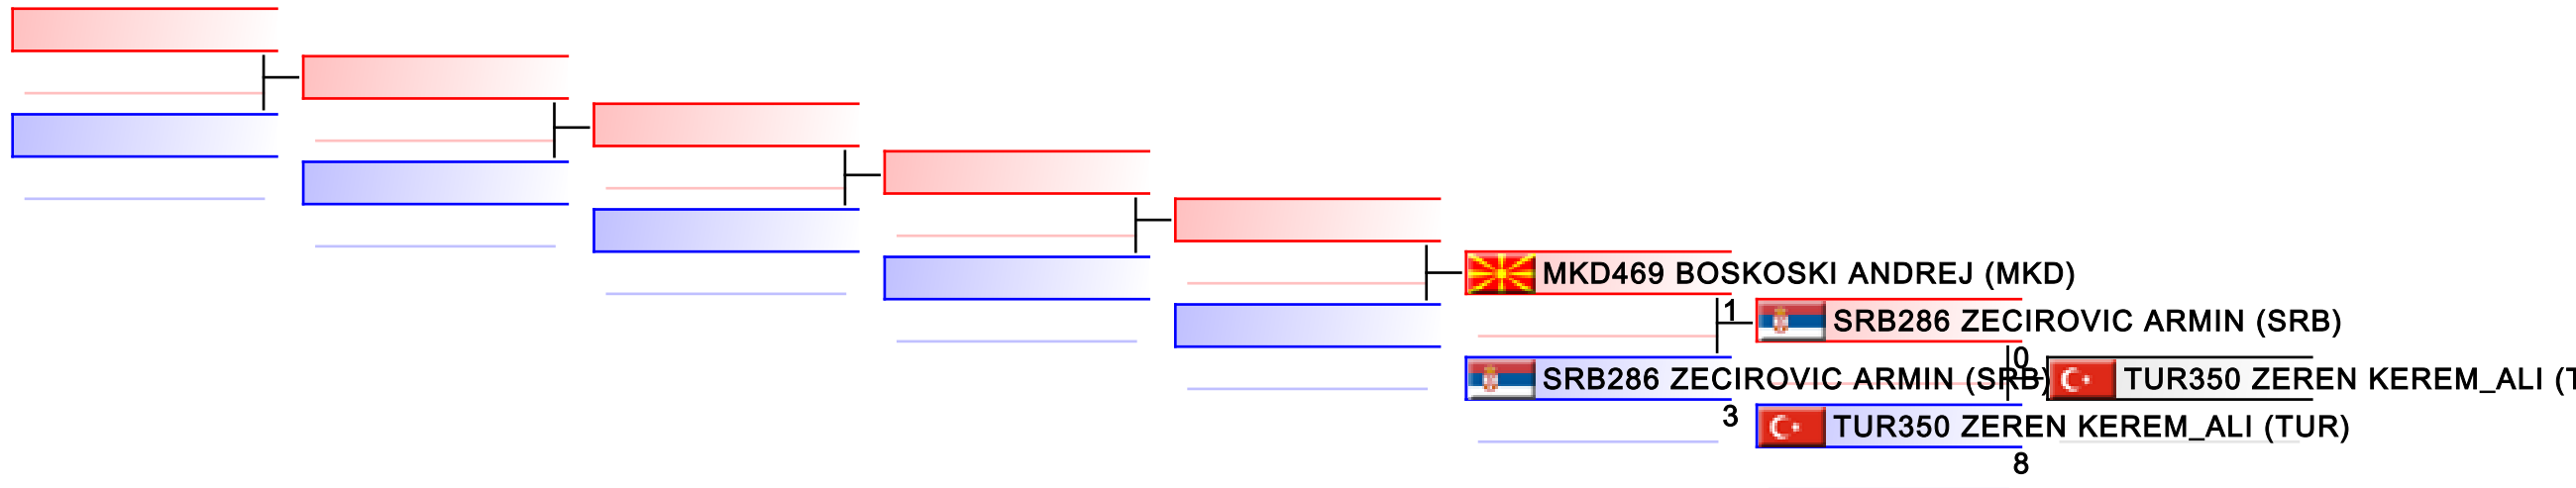 MKD469 BOSKOSKI ANDREJ (MKD)
1
SRB286 ZECIROVIC ARMIN (SRB)
0
SRB286 ZECIROVIC ARMIN (SRB)
TUR350 ZEREN KEREM_ALI (T
3
TUR350 ZEREN KEREM_ALI (TUR)
8